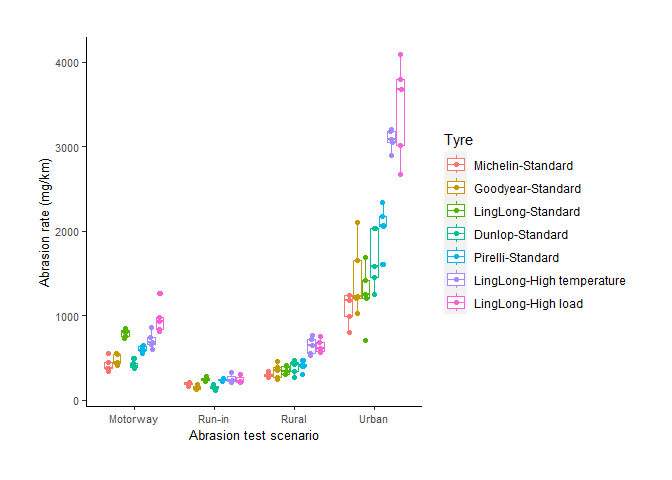 Abrasion rate (mg/km)
4000
3000
2000
1000
0
Motorway
Run-in
Rural
Urban
Abrasion test scenario
Tyre
Michelin-Standard
Goodyear-Standard
LingLong-Standard
Dunlop-Standard
Pirelli-Standard
LingLong-High temperature
LingLong-High load